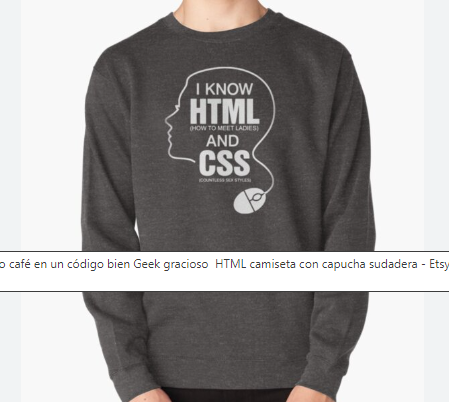 I KNOW
HTML
(HOW TO MEET LADIES)
AND
CSS
(COUNTLESS SEX STYLES)
o café en un código bien Geek gracioso HTML camiseta con capucha sudadera - Etsy